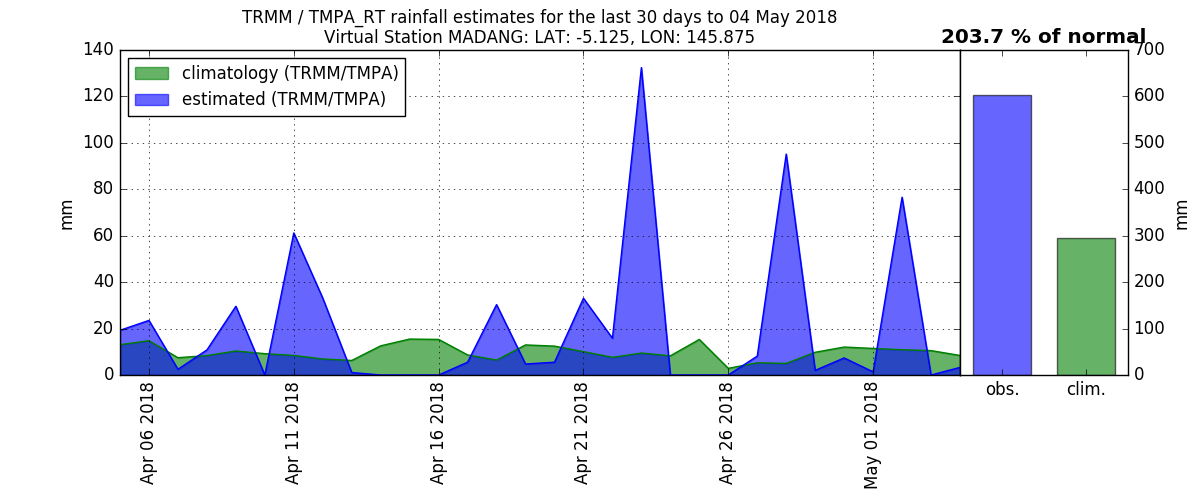 TRMM / TMPA_RT rainfall estimates for the last 30 days to 04 May 2018
Virtual Station MADANG: LAT: -5.125, LON: 145.875
203.7 % of normal
climatology (TRMM/TMPA)
estimated (TRMM/TMPA)
mm
140
120
100
80
60
40
20
0
Apr 06 2018
Apr 11 2018
Apr 16 2018
Apr 21 2018
Apr 26 2018
May 01 2018
obs.
clim.
700
600
500
400
300
200
100
0
mm